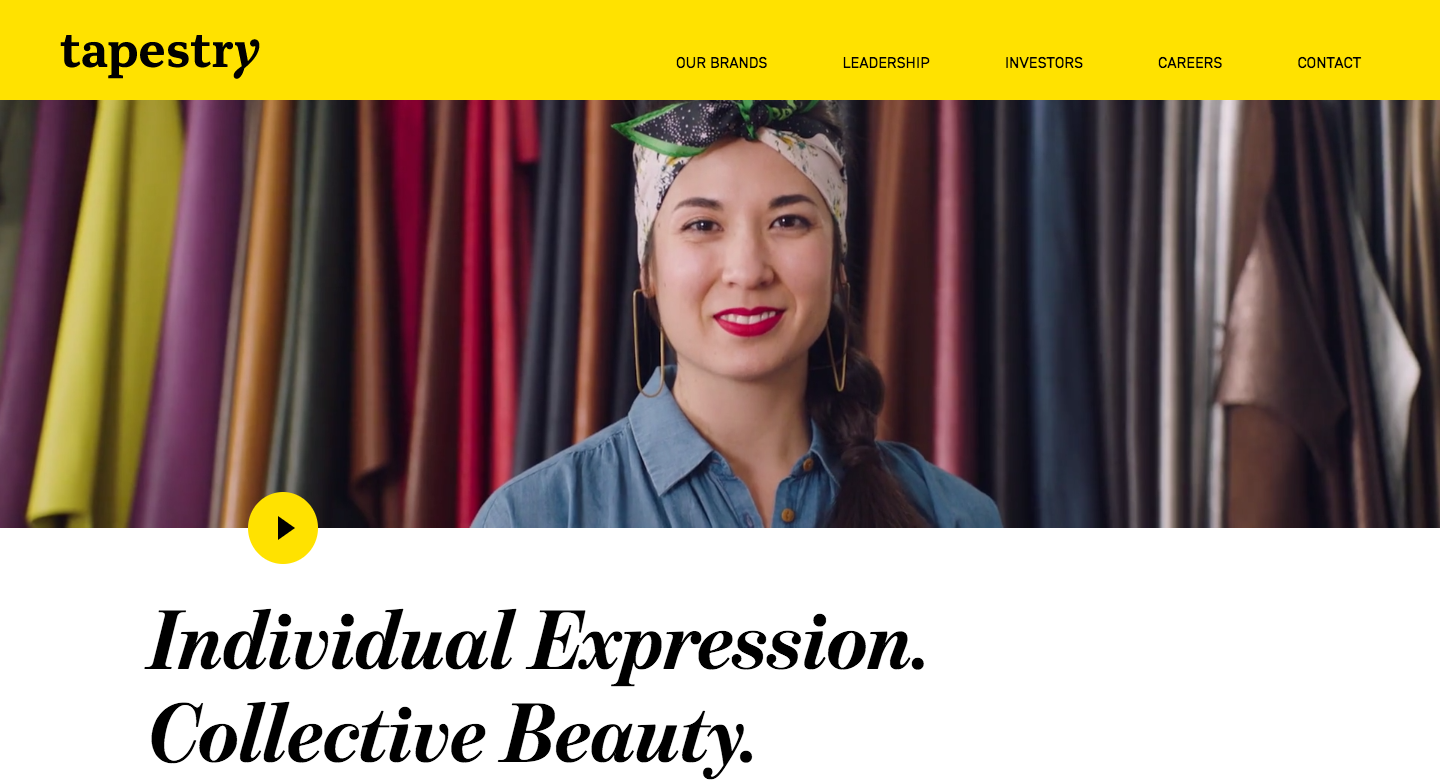 tapestry
OUR BRANDS LEADERSHIP INVESTORS CAREERS CONTACT
Individual Expression.
Collective Beauty.